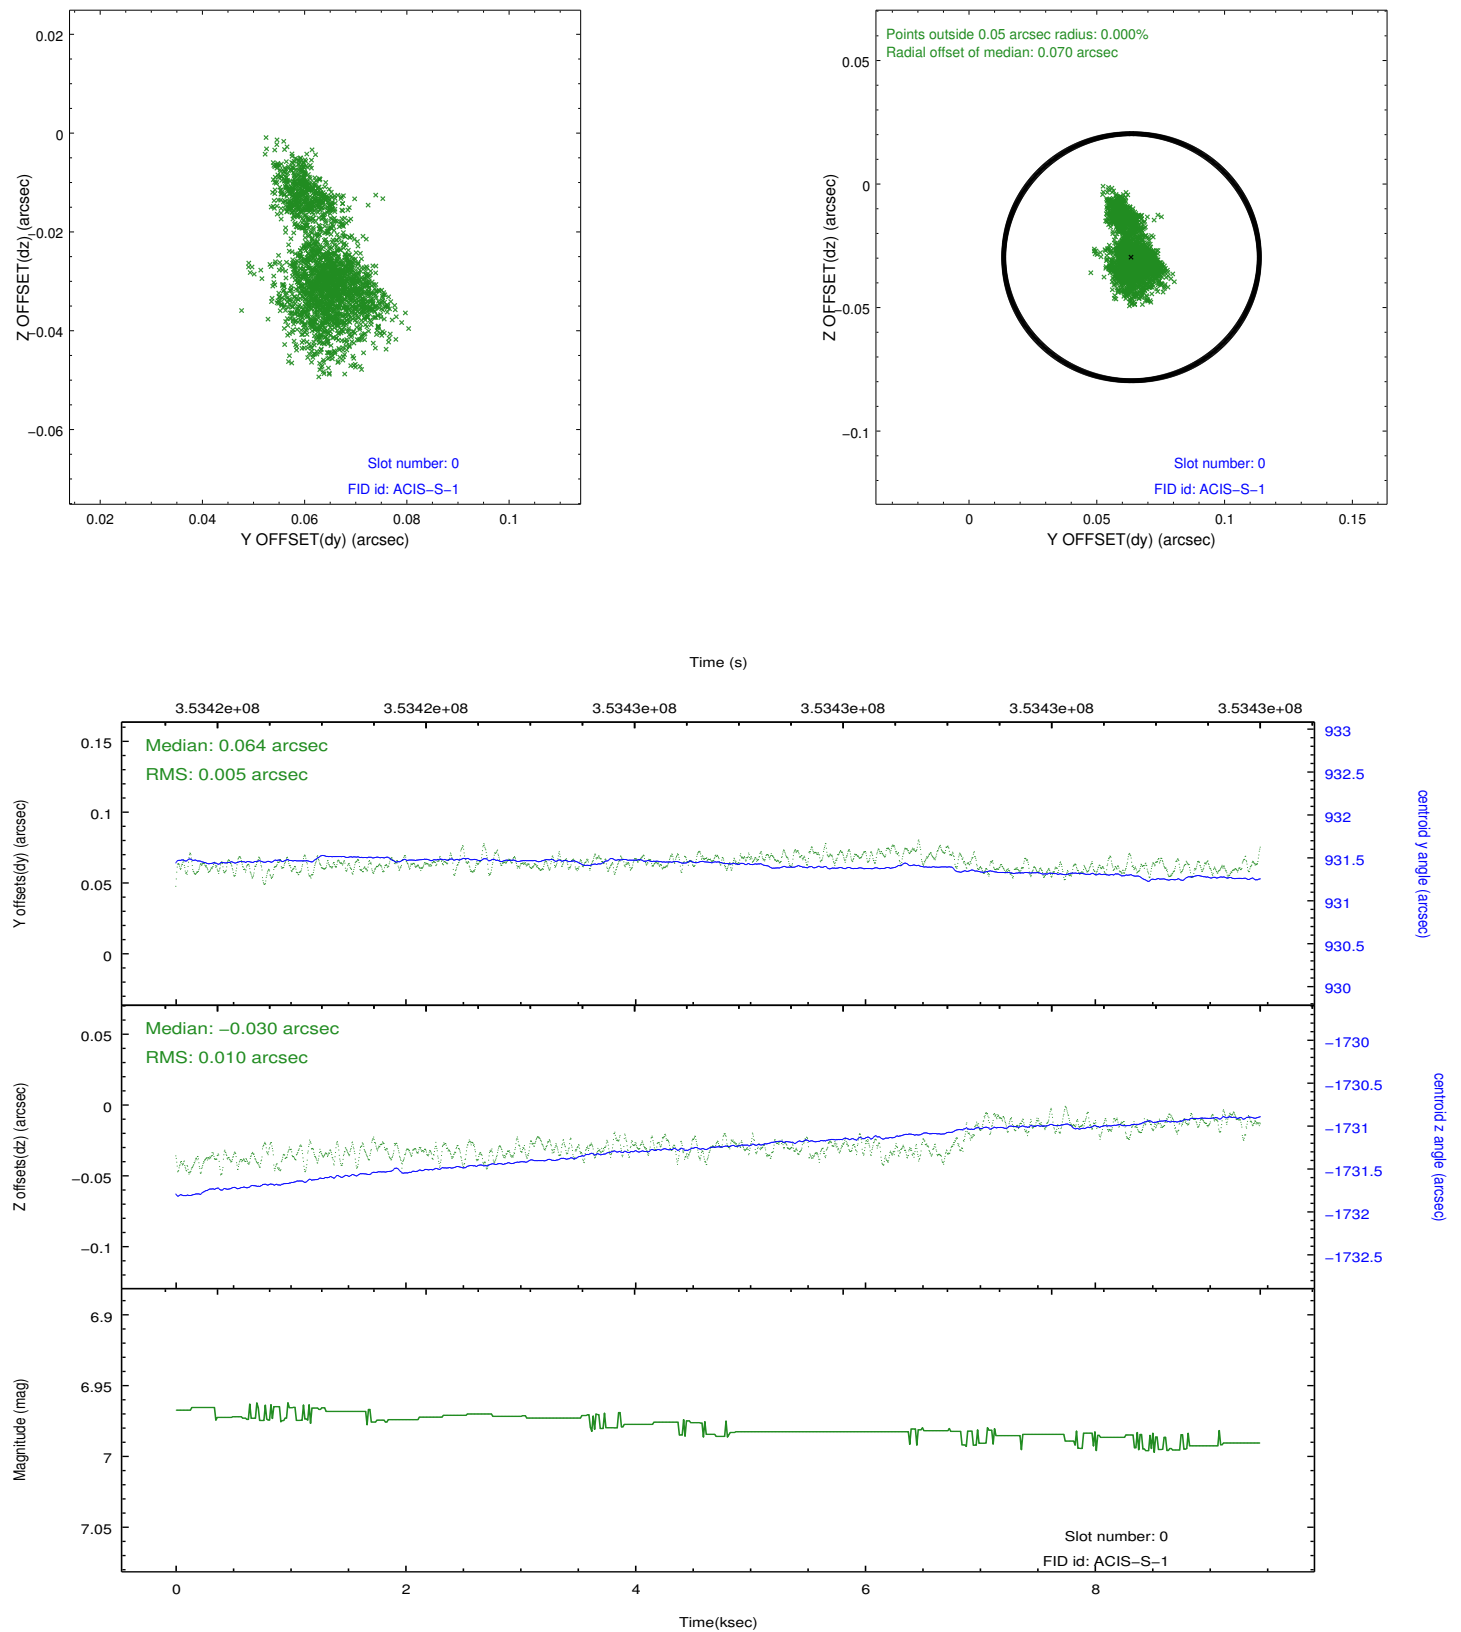 0.02
0
−0.02
−0.04
−0.06
Z OFFSET(dz) (arcsec)
0.02
0.04
0.06
0.08
0.1
Y OFFSET(dy) (arcsec)
Slot number: 0
FID id: ACIS−S−1
Points outside 0.05 arcsec radius: 0.000%
Radial offset of median: 0.070 arcsec
0.05
0
−0.05
−0.1
Z OFFSET(dz) (arcsec)
0
0.05
0.1
0.15
Y OFFSET(dy) (arcsec)
Slot number: 0
FID id: ACIS−S−1
Time (s)
3.5342e+08
3.5342e+08
3.5343e+08
3.5343e+08
3.5343e+08
3.5343e+08
Median: 0.064 arcsec
RMS: 0.005 arcsec
0.15
0.1
0.05
0
Y offsets(dy) (arcsec)
933
932.5
932
931.5
931
930.5
930
centroid y angle (arcsec)
Median: −0.030 arcsec
RMS: 0.010 arcsec
0.05
0
−0.05
−0.1
Z offsets(dz) (arcsec)
−1730
−1730.5
−1731
−1731.5
−1732
−1732.5
centroid z angle (arcsec)
6.9
6.95
7
7.05
Magnitude (mag)
Slot number: 0
FID id: ACIS−S−1
0
2
4
6
8
Time(ksec)